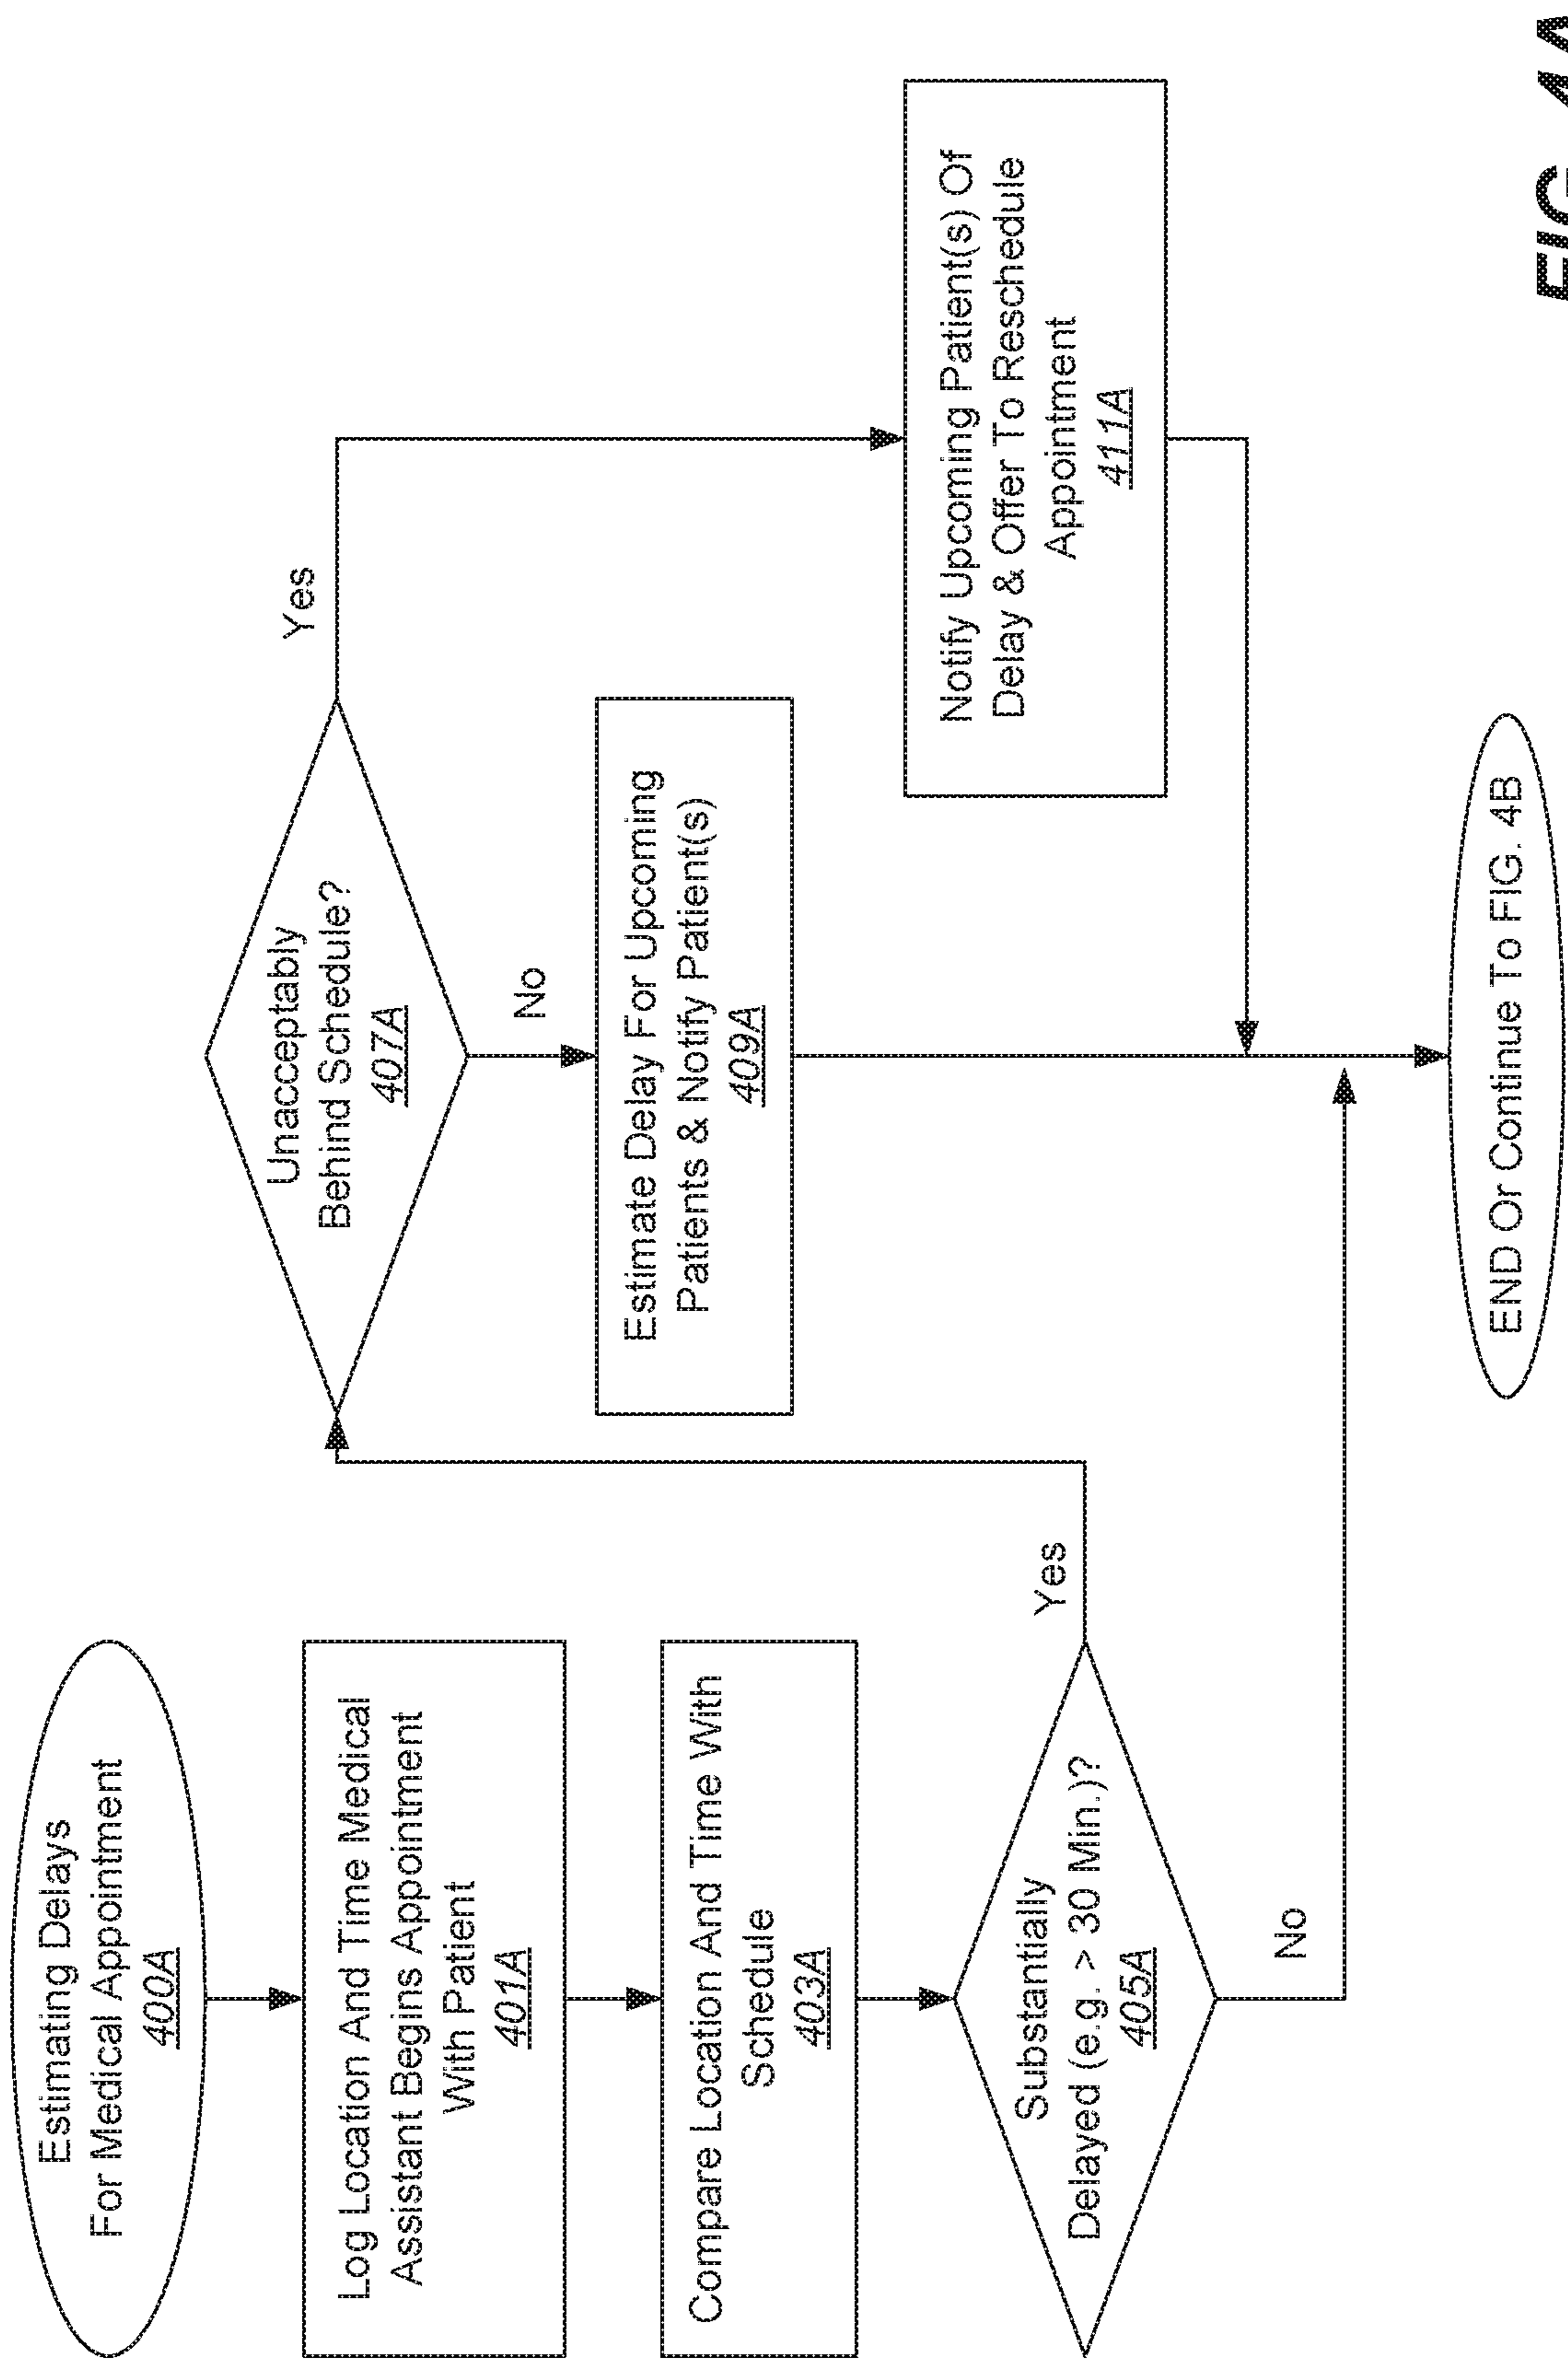 Estimating Delays
For Medical Appointment
400A
Log Location And Time Medical
Assistant Begins Appointment
With Patient
401A
Compare Location And Time With
Schedule
403A
Substantially
Delayed (e.g. > 30 Min.)?
405A
Yes
No
Unacceptably
Behind Schedule?
407A
Yes
No
Estimate Delay For Upcoming
Patients & Notify Patient(s)
409A
Notify Upcoming Patient(s) Of
Delay & Offer To Reschedule
Appointment
411A
END Or Continue To FIG. 4B
FIG. 4A